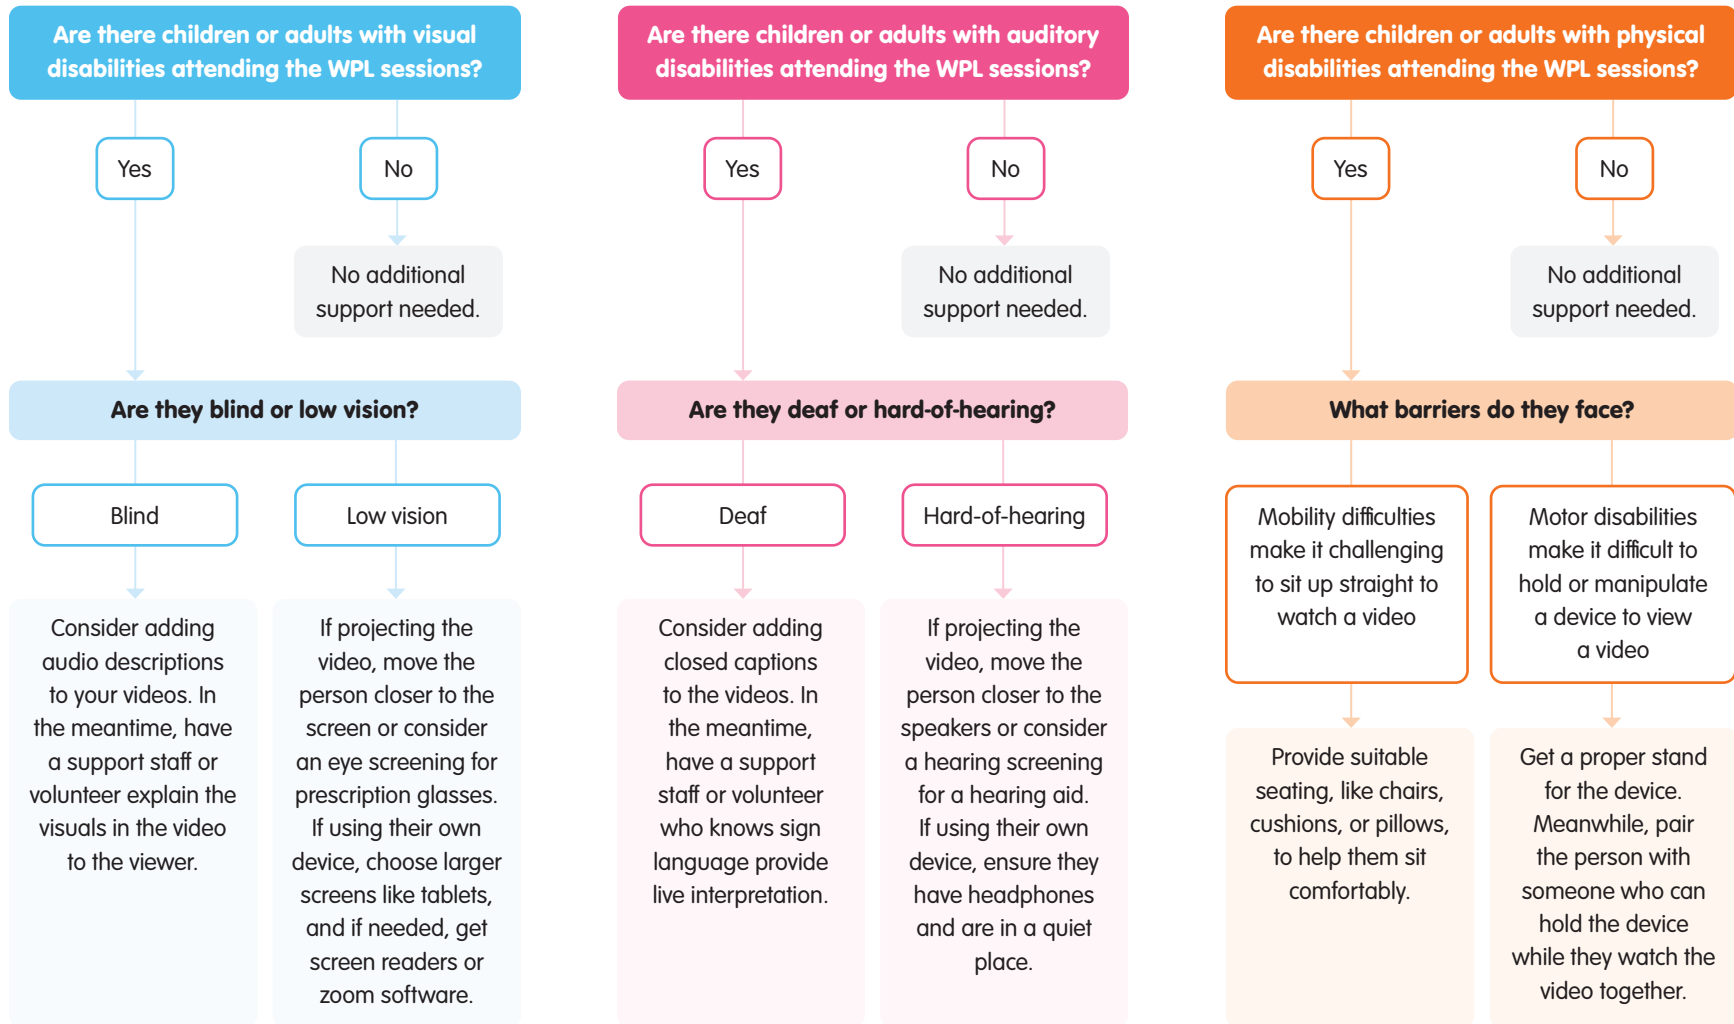 Are there children or adults with visual
disabilities attending the WPL sessions?
Yes
No
No additional
support needed.
Are they blind or low vision?
Blind
Consider adding
audio descriptions
to your videos. In
the meantime, have
a support staff or
volunteer explain the
visuals in the video
to the viewer.
Low vision
If projecting the
video, move the
person closer to the
screen or consider
an eye screening for
prescription glasses.
If using their own
device, choose larger
screens like tablets,
and if needed, get
screen readers or
zoom software.
Are there children or adults with auditory
disabilities attending the WPL sessions?
Yes
No
No additional
support needed.
Are they deaf or hard-of-hearing?
Deaf
Consider adding
closed captions
to the videos. In
the meantime,
have a support
staff or volunteer
who knows sign
language provide
live interpretation.
Hard-of-hearing
If projecting the
video, move the
person closer to the
speakers or consider
a hearing screening
for a hearing aid.
If using their own
device, ensure they
have headphones
and are in a quiet
place.
Are there children or adults with physical
disabilities attending the WPL sessions?
Yes
No
No additional
support needed.
What barriers do they face?
Mobility difficulties
make it challenging
to sit up straight to
watch a video
Provide suitable
seating, like chairs,
cushions, or pillows,
to help them sit
comfortably.
Motor disabilities
make it difficult to
hold or manipulate
a device to view
a video
Get a proper stand
for the device.
Meanwhile, pair
the person with
someone who can
hold the device
while they watch the
video together.